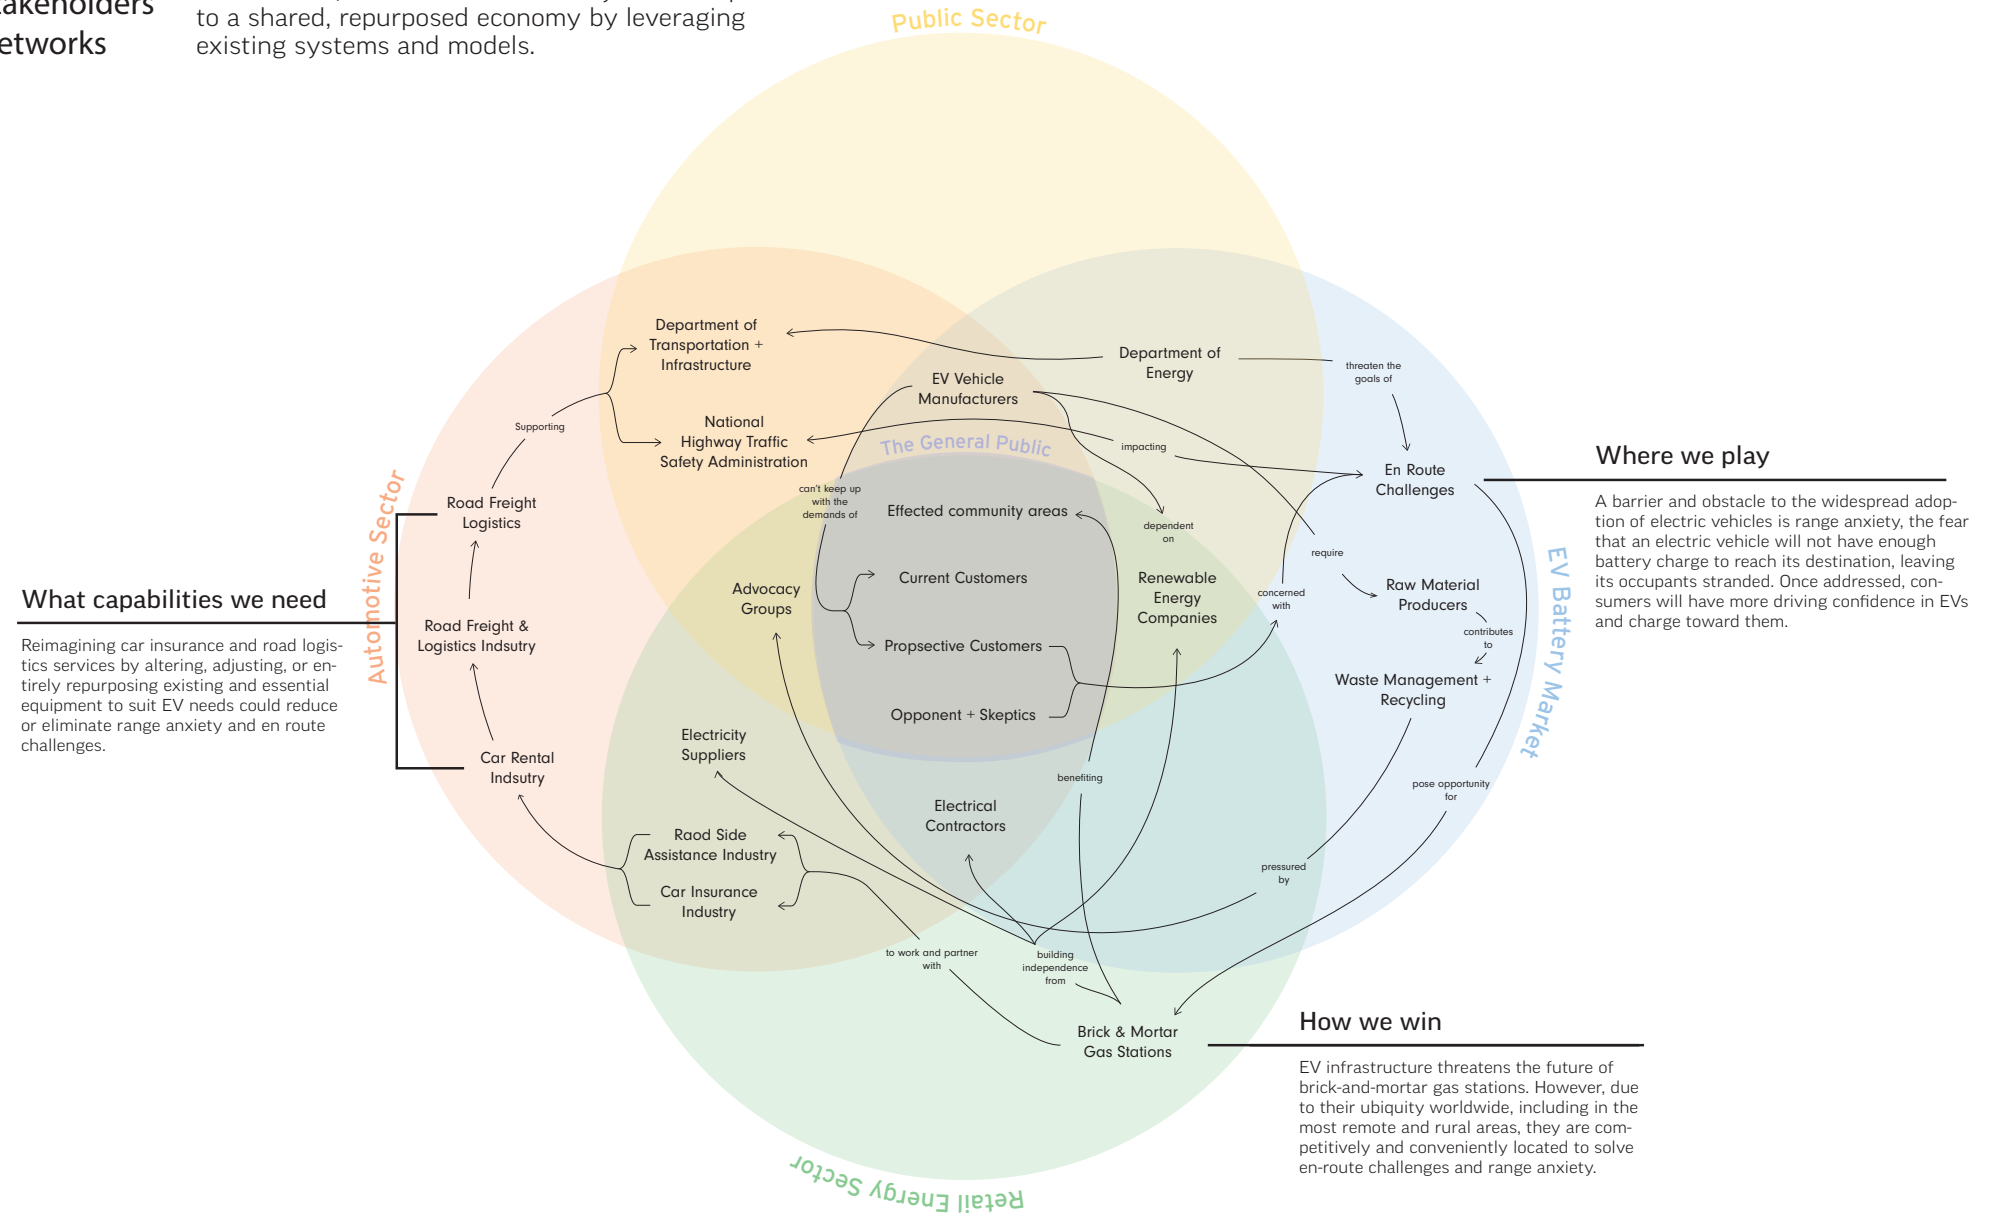 networks
to a shared, repurposed economy by leveraging
existing systems and models.
Public Sector
Department of
Transportation +
Infrastructure
Department of
Energy
threaten the
goals of
EV Vehicle
Manufacturers
National
Highway Traffic
Safety Administration
Supporting
The General Public
impacting
En Route
Challenges
Where we play
A barrier and obstacle to the widespread adop-
tion of electric vehicles is range anxiety, the fear
that an electric vehicle will not have enough
battery charge to reach its destination, leaving
its occupants stranded. Once addressed, con-
sumers will have more driving confidence in EVs
and charge toward them.
Automotive Sector
Road Freight
Logistics
can't keep up
with the
demands of
Effected community areas
dependent
on
require
EV Battery Market
Current Customers
Advocacy
Groups
Renewable
Energy
Companies
concerned
with
Raw Material
Producers
contributes
to
What capabilities we need
Reimagining car insurance and road logis-
tics services by altering, adjusting, or en-
tirely repurposing existing and essential
equipment to suit EV needs could reduce
or eliminate range anxiety and en route
challenges.
Road Freight &
Logistics Indsutry
Propsective Customers
Waste Management +
Recycling
Opponent + Skeptics
Electricity
Suppliers
Car Rental
Indsutry
benefiting
pose opportunity
for
Electrical
Contractors
Raod Side
Assistance Industry
Car Insurance
Industry
pressured
by
to work and partner
with
building
independence
from
Brick & Mortar
Gas Stations
How we win
EV infrastructure threatens the future of
brick-and-mortar gas stations. However, due
to their ubiquity worldwide, including in the
most remote and rural areas, they are com-
petitively and conveniently located to solve
en-route challenges and range anxiety.
Retail Energy Sector